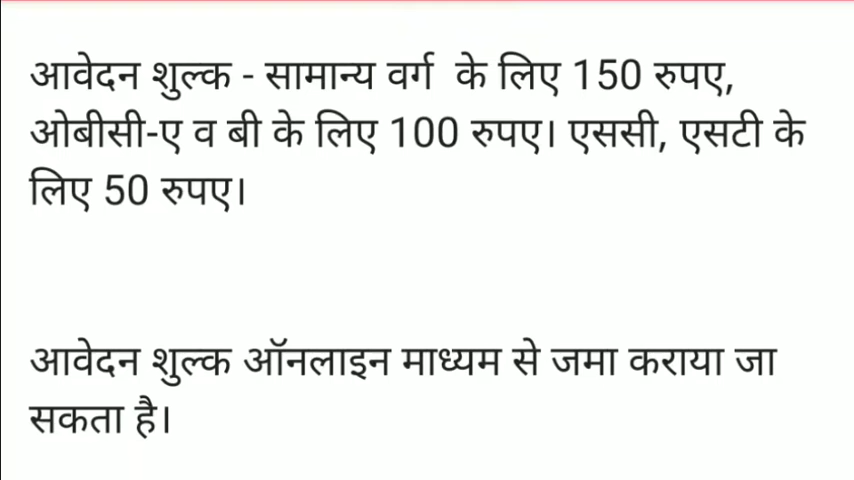 आवेदन शुल्क - सामान्य वर्ग के लिए 150 रुपए,
ओबीसी-ए व बी के लिए 100 रुपए। एससी, एसटी के
लिए 50 रुपए।
आवेदन शुल्क ऑनलाइन माध्यम से जमा कराया जा
सकता है।